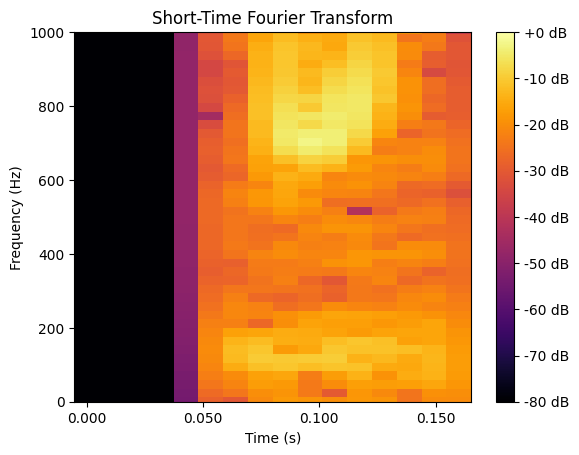 Short-Time Fourier Transform
1000
800
600
400
200
0
Frequency (Hz)
0.000
0.050
0.100
0.150
Time (s)
+0 dB
-10 dB
-20 dB
-30 dB
-40 dB
-50 dB
-60 dB
-70 dB
-80 dB